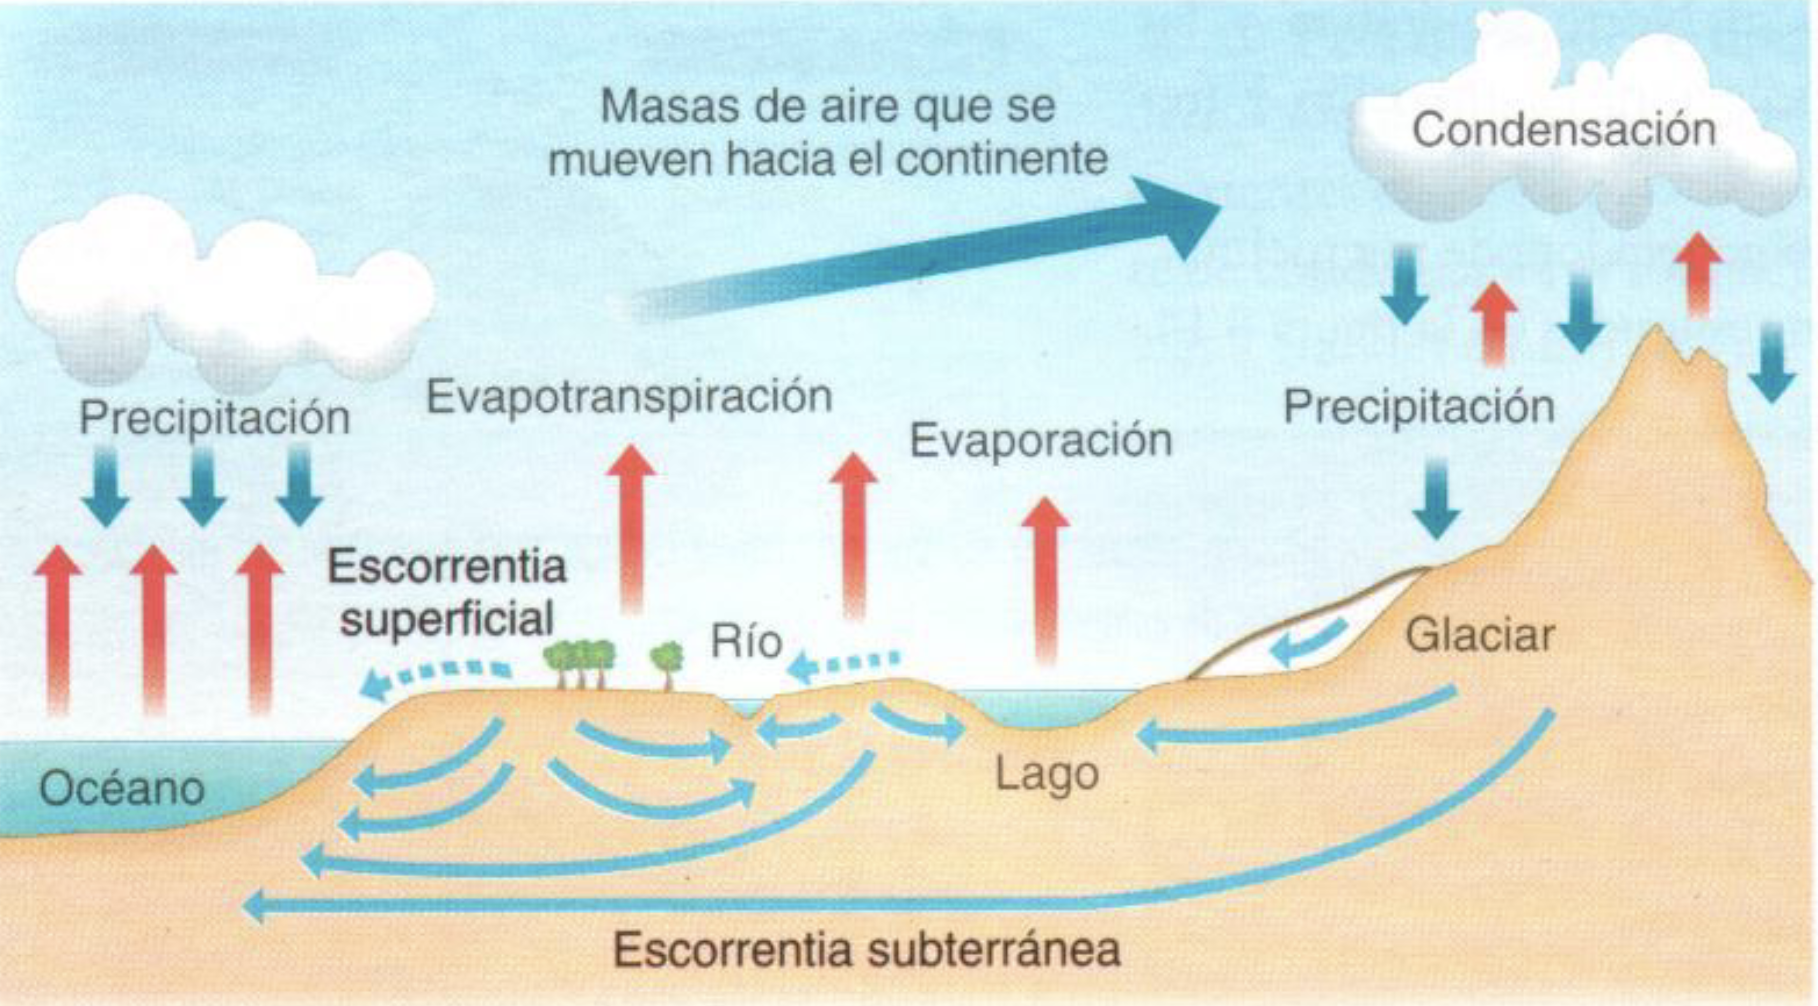 Masas de aire que se
mueven hacia el continente
Condensación
Precipitación
Evapotranspiración
Evaporación
Precipitación
Escorrentia
superficial
Río
Glaciar
Océano
Lago
Escorrentia subterránea